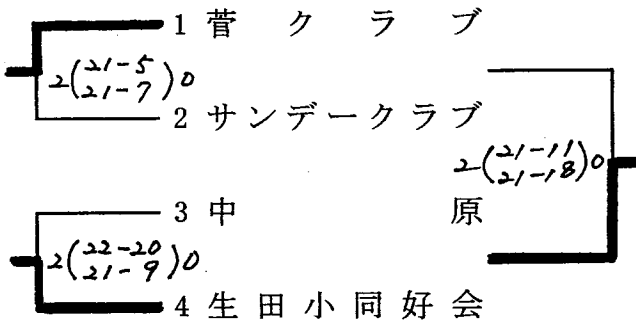 1 菅クラブ
2(21-5 21-7)0
2 サンデークラブ
2(21-11 21-18)0
3 中原
2(22-20 21-9)0
4 生田小同好会